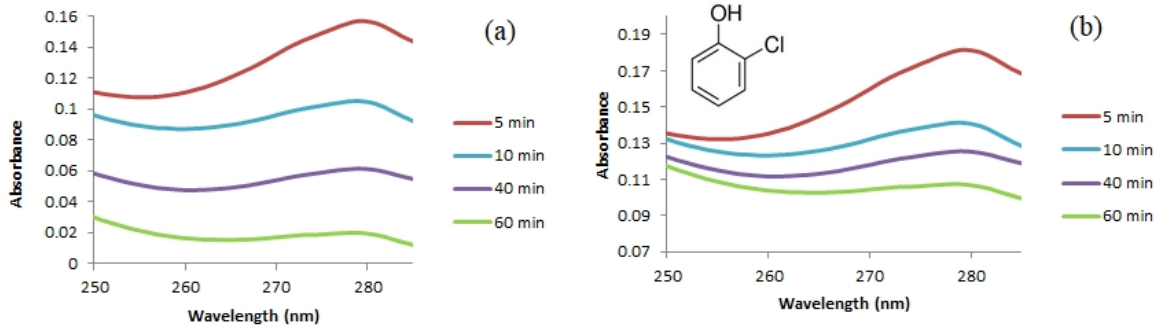 (a)
Absorbance
0.16
0.14
0.12
0.1
0.08
0.06
0.04
0.02
0
250 260 270 280
Wavelength (nm)
5 min
10 min
40 min
60 min
(b)
OH
Cl
Absorbance
0.19
0.17
0.15
0.13
0.11
0.09
0.07
250 260 270 280
Wavelength (nm)
5 min
10 min
40 min
60 min